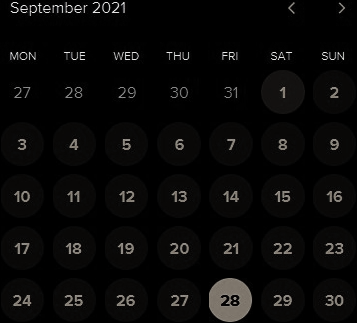 September 2021 < >
MON TUE WED THU FRI SAT SUN
27 28 29 30 31 1 2
3 4 5 6 7 8 9
10 11 12 13 14 15 16
17 18 19 20 21 22 23
24 25 26 27 28 29 30